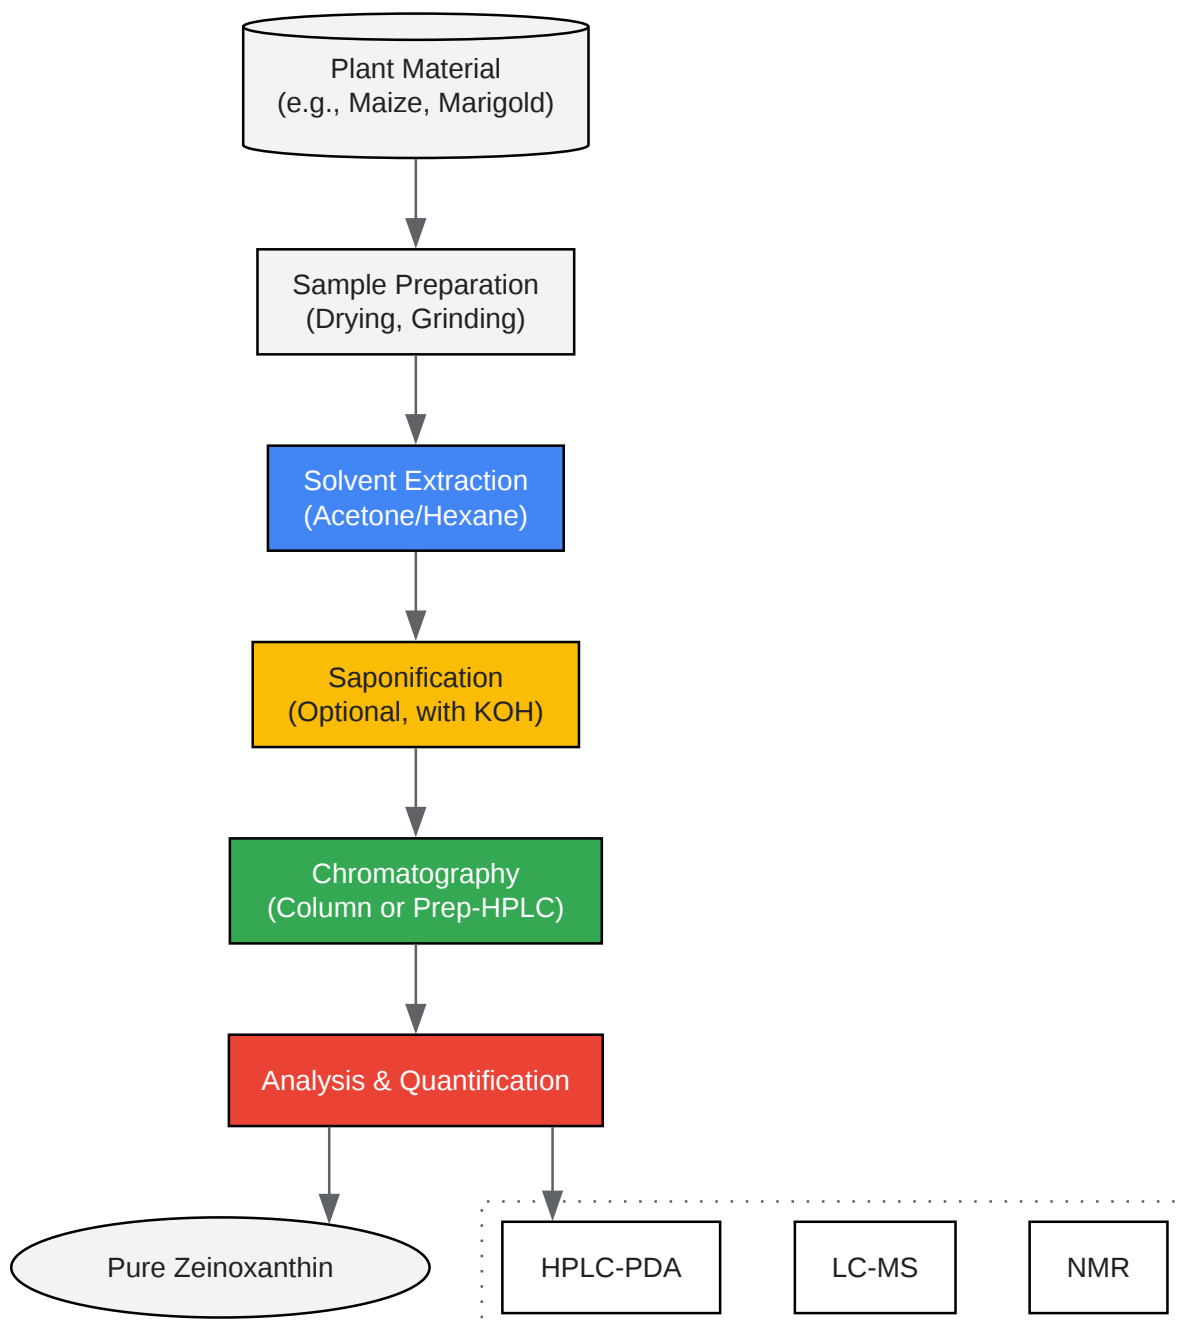 Plant Material
(e.g., Maize, Marigold)
Sample Preparation
(Drying, Grinding)
Solvent Extraction
(Acetone/Hexane)
Saponification
(Optional, with KOH)
Chromatography
(Column or Prep-HPLC)
Analysis & Quantification
Pure Zeinoxanthin
HPLC-PDA
LC-MS
NMR